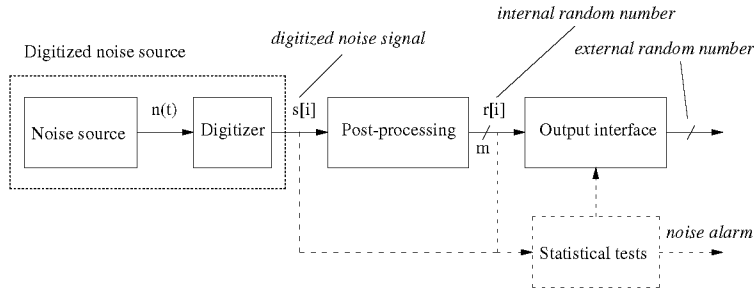 internal random number
digitized noise signal
external random number
Digitized noise source
n(t)
s[i]
r[i]
Noise source
Digitizer
Post-processing
m
Output interface
Statistical tests
noise alarm